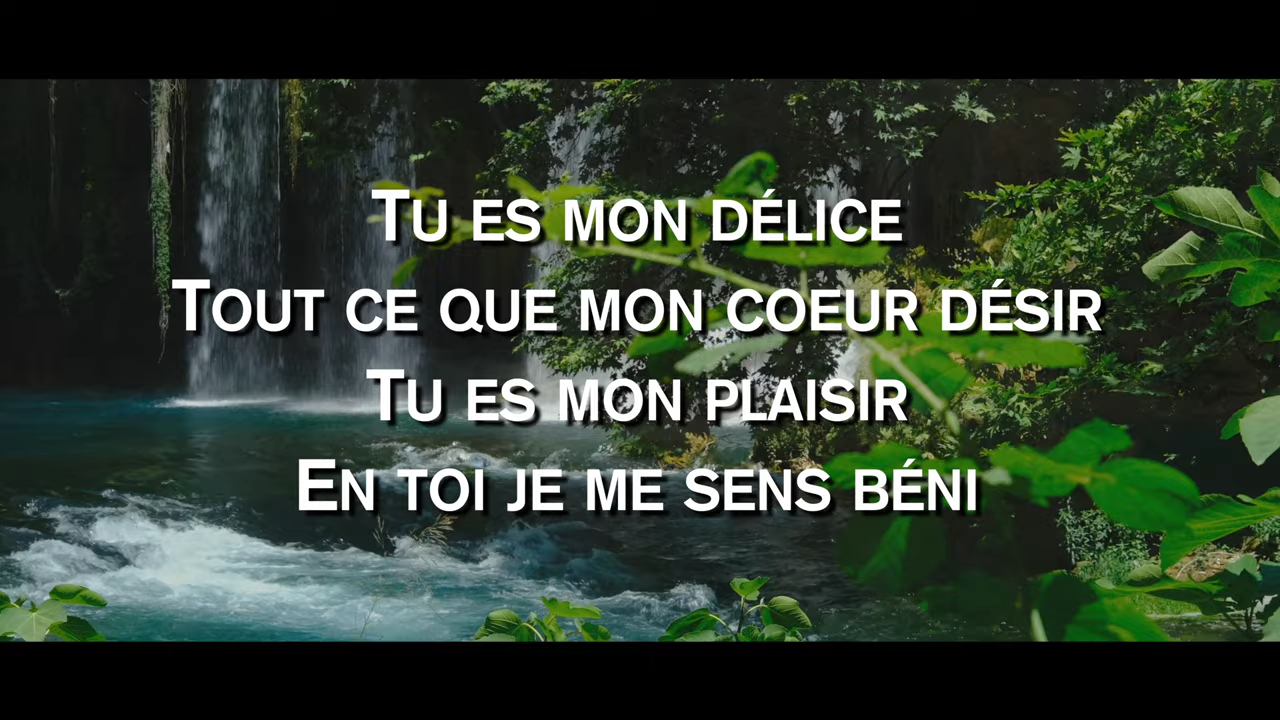 Tu es mon délice
Tout ce que mon coeur désir
Tu es mon plaisir
En toi je me sens béni